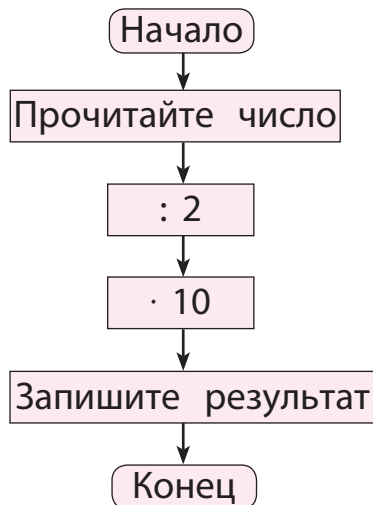 Начало
Прочитайте число
: 2
· 10
Запишите результат
Конец